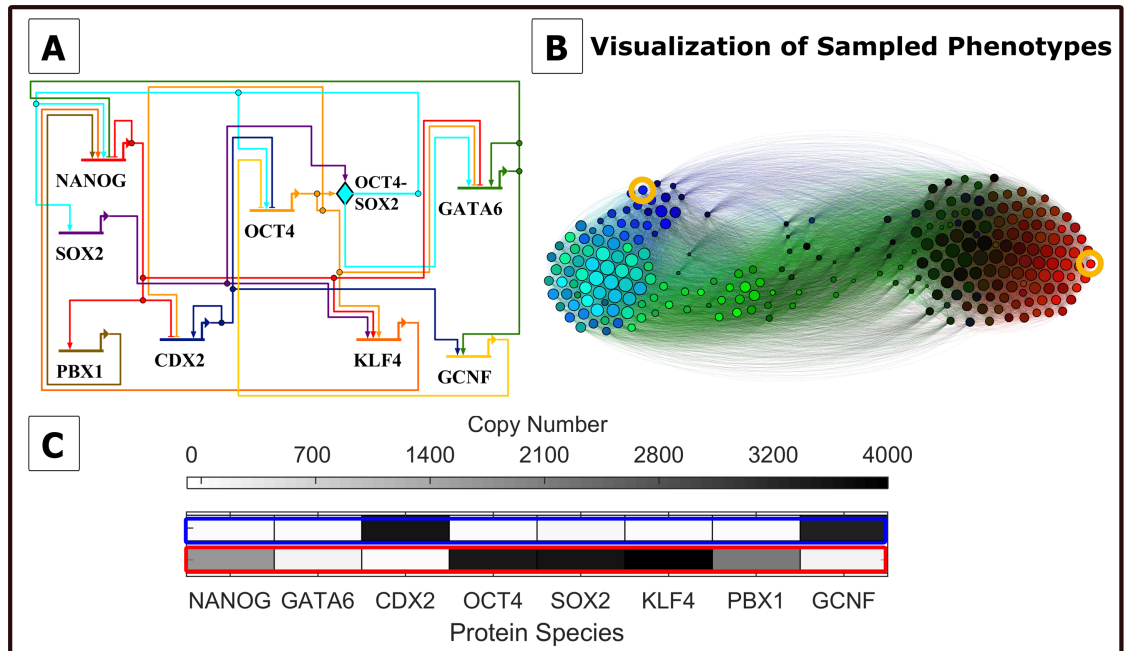 A
B Visualization of Sampled Phenotypes
NANOG
OCT4-
SOX2
GATA6
OCT4
SOX2
PBX1
CDX2
KLF4
GCNF
C
Copy Number
0 700 1400 2100 2800 3200 4000
NANOG GATA6 CDX2 OCT4 SOX2 KLF4 PBX1 GCNF
Protein Species